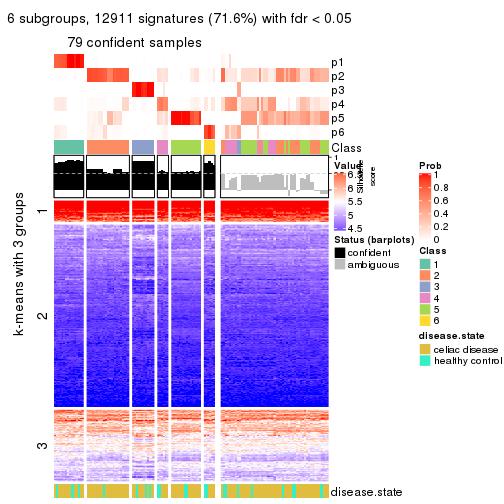 6 subgroups, 12911 signatures (71.6%) with fdr < 0.05
79 confident samples
p1
p2
p3
p4
p5
p6
Class
1
Value
6.5
6
5.5
5
4.5
Silhouette
score
Status (barplots)
confident
ambiguous
Prob
1
0.8
0.6
0.4
0.2
0
Class
1
2
3
4
5
6
disease.state
celiac disease
healthy control
k-means with 3 groups
1
2
3
disease.state